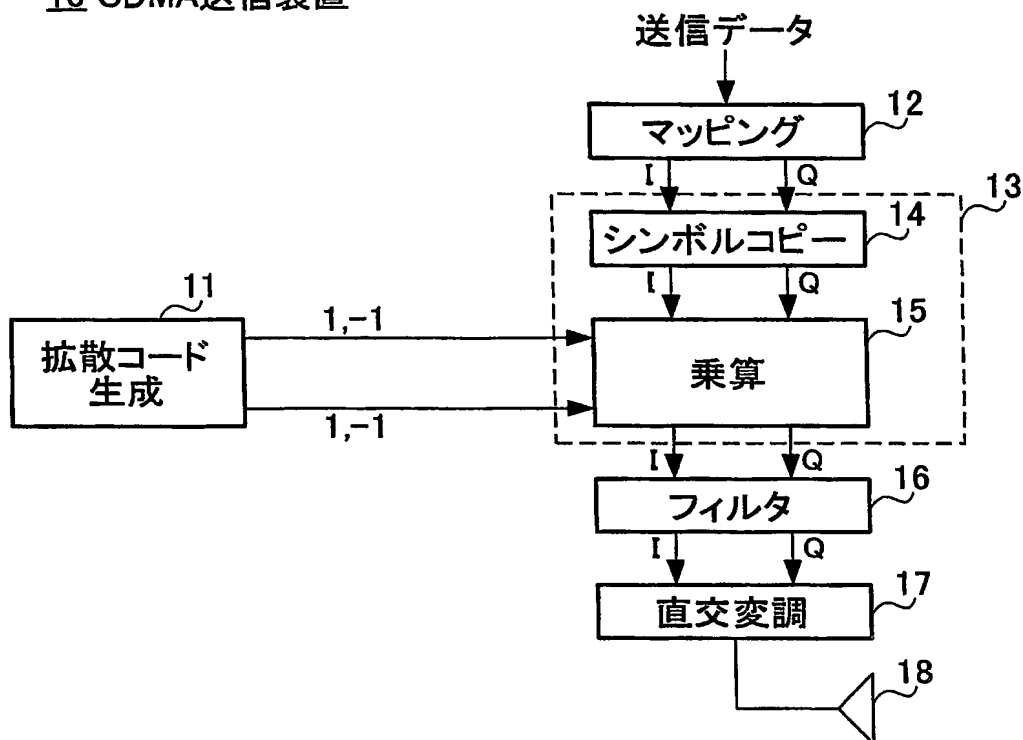 10 CDMA送信装置
送信データ
マッピング
12
I
Q
13
シンボルコピー
14
I
Q
11
拡散コード
生成
1,-1
1,-1
乗算
15
I
Q
フィルタ
16
I
Q
直交変調
17
18